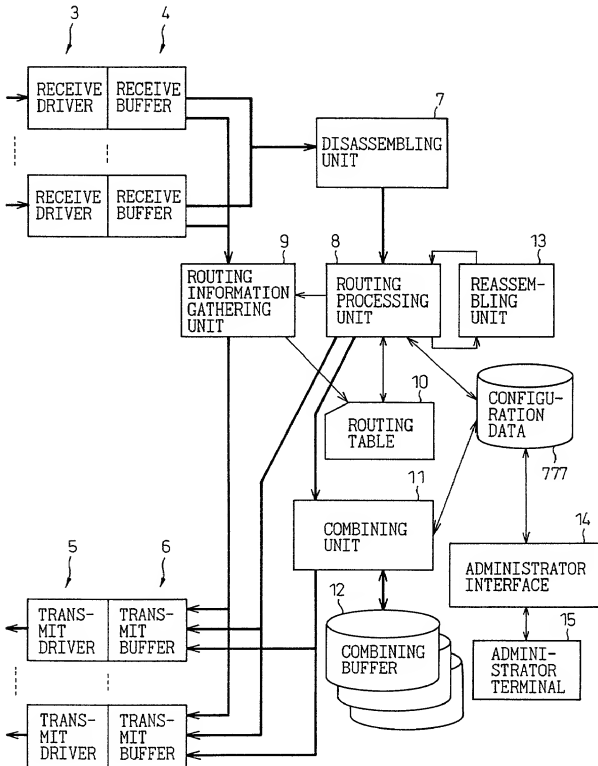 3
4
RECEIVE
DRIVER
RECEIVE
BUFFER
7
DISASSEMBLING
UNIT
RECEIVE
DRIVER
RECEIVE
BUFFER
9
8
13
ROUTING
INFORMATION
GATHERING
UNIT
ROUTING
PROCESSING
UNIT
REASSEM-
BLING
UNIT
10
ROUTING
TABLE
CONFIGU-
RATION
DATA
777
11
COMBINING
UNIT
5
6
14
ADMINISTRATOR
INTERFACE
12
COMBINING
BUFFER
15
ADMINI-
STRATOR
TERMINAL
TRANS-
MIT
DRIVER
TRANS-
MIT
BUFFER
TRANS-
MIT
DRIVER
TRANS-
MIT
BUFFER